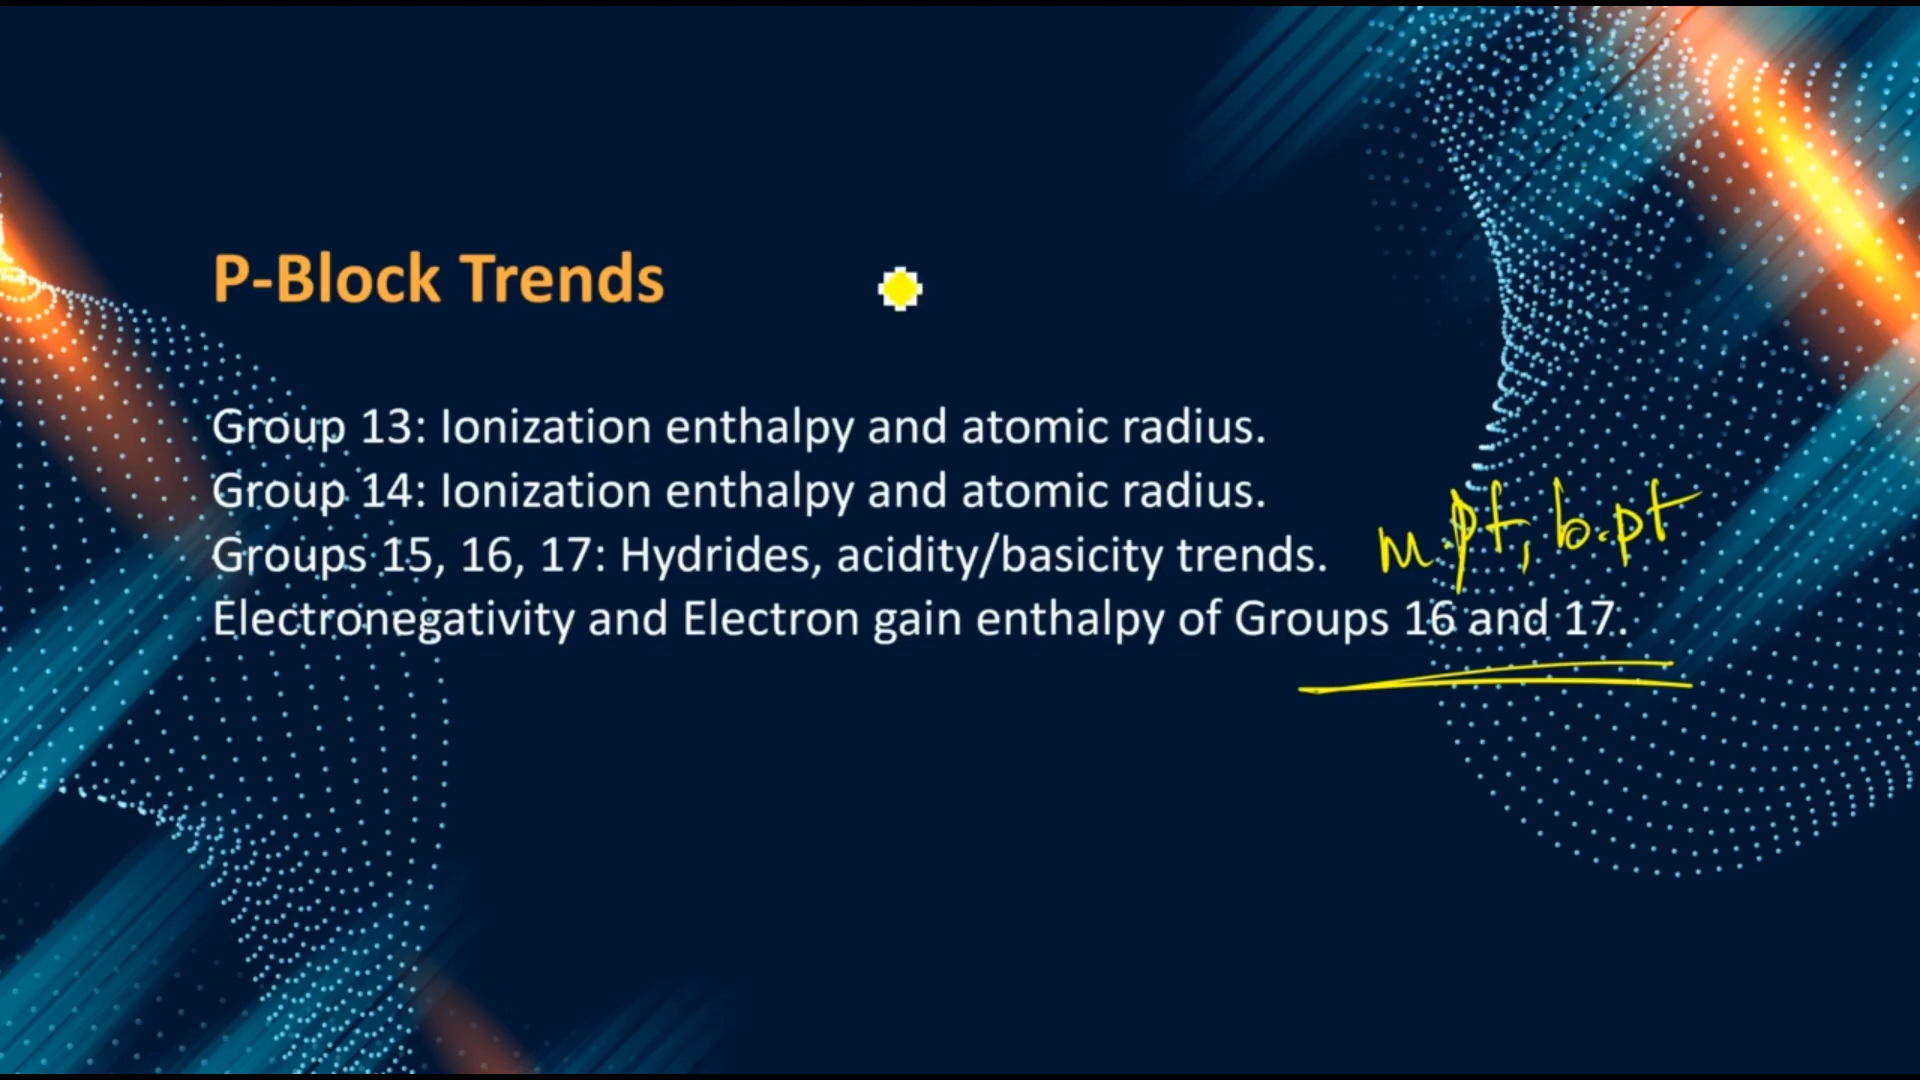 P-Block Trends
Group 13: Ionization enthalpy and atomic radius.
Group 14: Ionization enthalpy and atomic radius.
Groups 15, 16, 17: Hydrides, acidity/basicity trends. m.pt, b.pt
Electronegativity and Electron gain enthalpy of Groups 16 and 17.